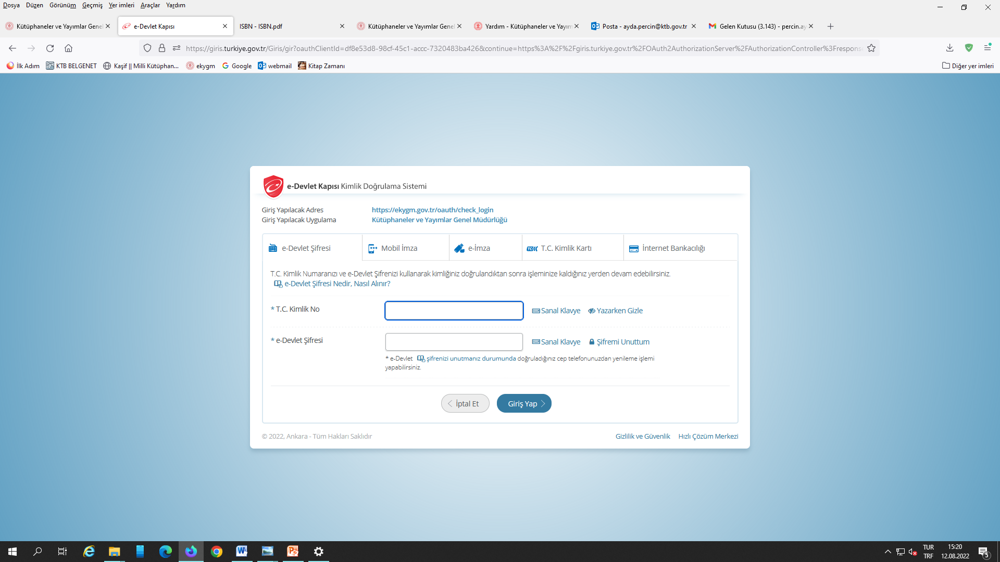 Dosya Düzen Görünüm Geçmiş Yer imleri Araçlar Yardım
Kütüphaneler ve Yayımlar Genel
e-Devlet Kapısı
ISBN - ISBN.pdf
Kütüphaneler ve Yayımlar Genel
Yardım - Kütüphaneler ve Yayım
Posta - ayda.percin@ktb.gov.tr
Gelen Kutusu (3.143) - percin.ay
https://giris.turkiye.gov.tr/Giris/gir?oauthClientId=df8e53d8-98cf-45c1-accc-7320483ba426&continue=https%3A%2F%2Fgiris.turkiye.gov.tr%2FOAuth2AuthorizationServer%2FAuthorizationController%3Frespons
İlk Adım KTB BELGENET Kaşif || Milli Kütüphan... ekygm Google webmail Kitap Zamanı Diğer yer imleri
e-Devlet Kapısı Kimlik Doğrulama Sistemi
Giriş Yapılacak Adres https://ekygm.gov.tr/oauth/check_login
Giriş Yapılacak Uygulama Kütüphaneler ve Yayımlar Genel Müdürlüğü
e-Devlet Şifresi Mobil İmza e-İmza T.C. Kimlik Kartı İnternet Bankacılığı
T.C. Kimlik Numaranızı ve e-Devlet Şifrenizi kullanarak kimliğiniz doğrulandıktan sonra işleminize kaldığınız yerden devam edebilirsiniz.
e-Devlet Şifresi Nedir, Nasıl Alınır?
* T.C. Kimlik No Sanal Klavye Yazarken Gizle
* e-Devlet Şifresi Sanal Klavye Şifremi Unuttum
* e-Devlet şifrenizi unutmanız durumunda doğruladığınız cep telefonunuzdan yenileme işlemi
yapabilirsiniz.
İptal Et Giriş Yap
© 2022, Ankara - Tüm Hakları Saklıdır Gizlilik ve Güvenlik Hızlı Çözüm Merkezi
TUR 15:20
TRF 12.08.2022 5